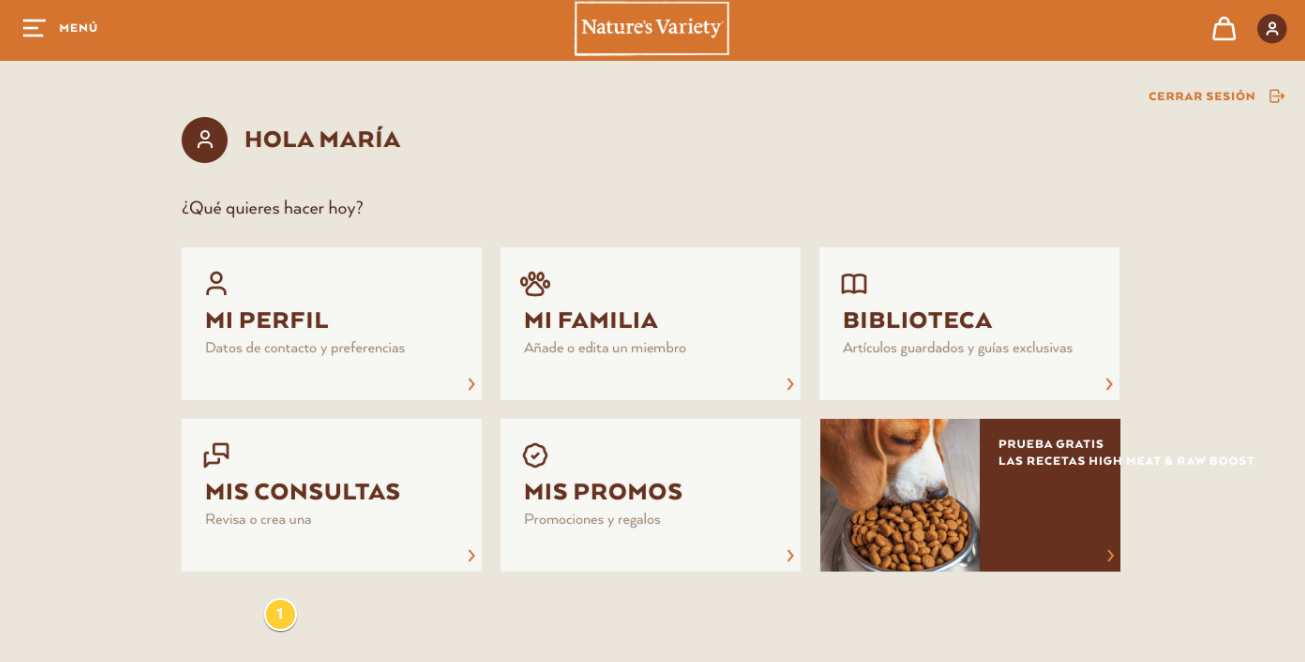 MENÚ
Nature's Variety
CERRAR SESIÓN
HOLA MARÍA
¿Qué quieres hacer hoy?
MI PERFIL
Datos de contacto y preferencias
MI FAMILIA
Añade o edita un miembro
BIBLIOTECA
Artículos guardados y guías exclusivas
MIS CONSULTAS
Revisa o crea una
MIS PROMOS
Promociones y regalos
PRUEBA GRATIS
LAS RECETAS HIGH MEAT & RAW BOOST
1